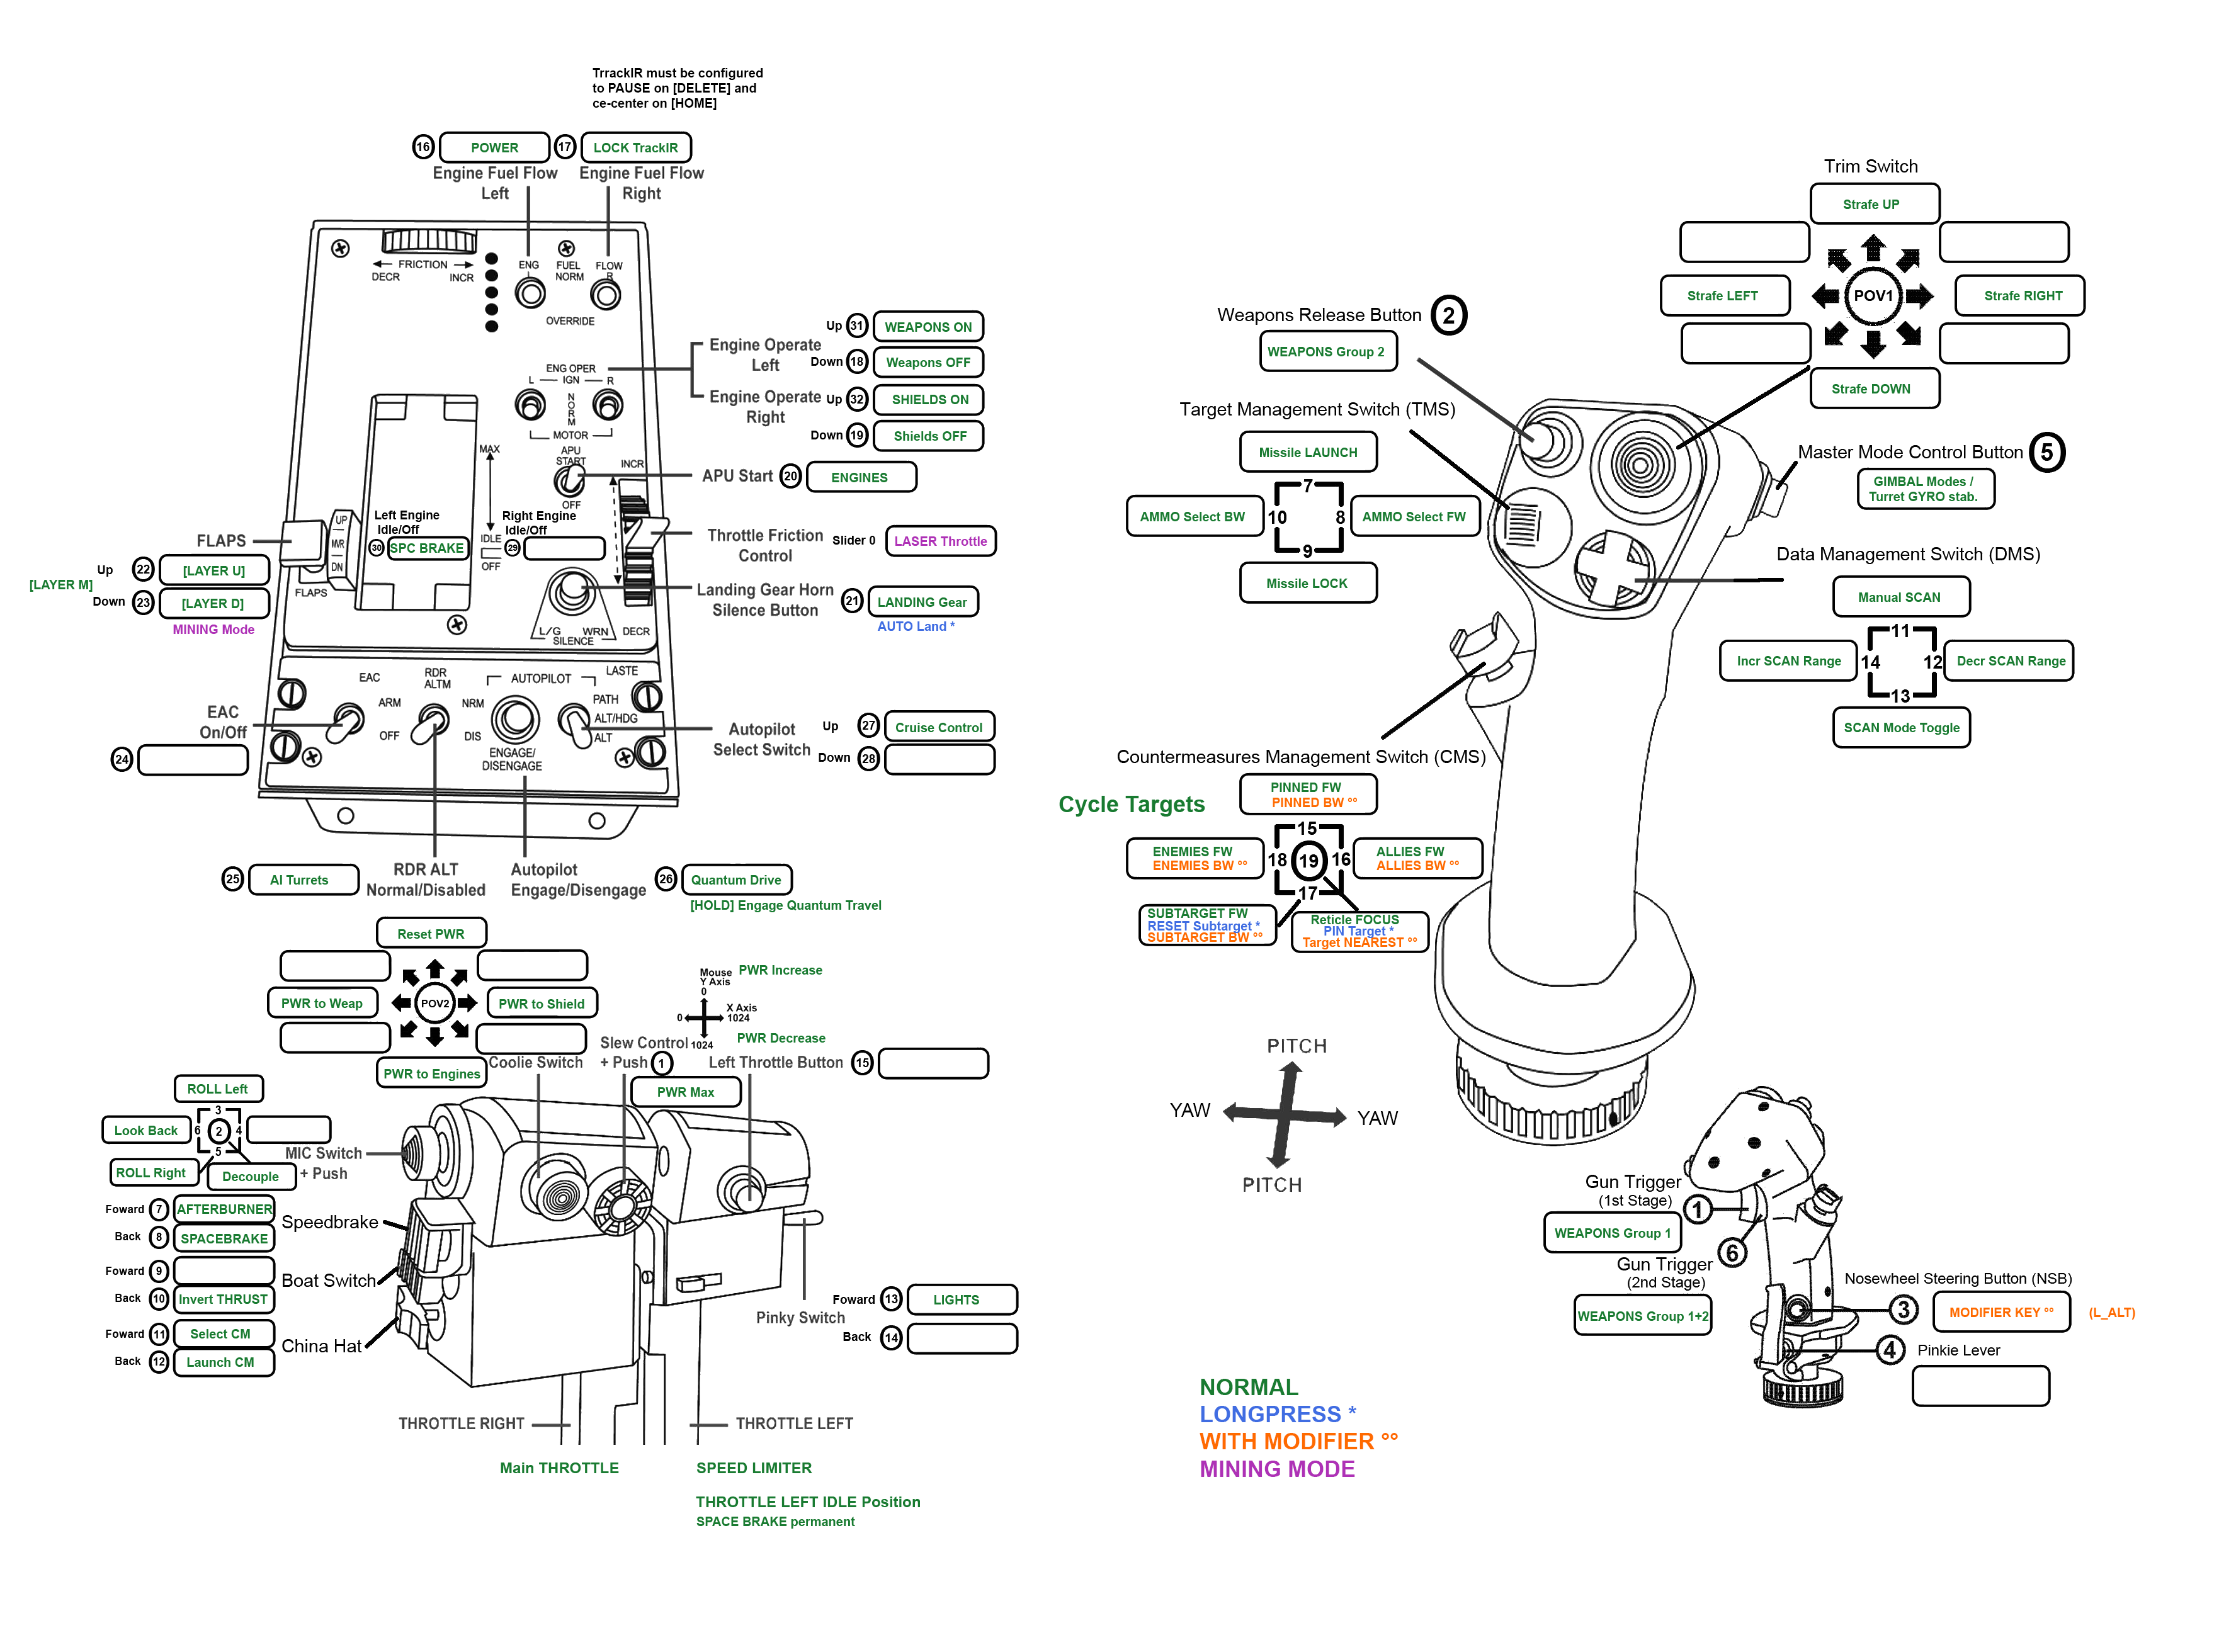 TrrackIR must be configured
to PAUSE on [DELETE] and
ce-center on [HOME]
16 POWER
17 LOCK TrackIR
Engine Fuel Flow
Left
Engine Fuel Flow
Right
FRICTION
DECR INCR
ENG FUEL FLOW
L NORM R
OVERRIDE
Engine Operate
Left
Up 31 WEAPONS ON
Down 18 Weapons OFF
Engine Operate
Right
Up 32 SHIELDS ON
Down 19 Shields OFF
ENG OPER
L IGN R
NORM
MOTOR
APU
START
OFF
INCR
MAX
IDLE
OFF
APU Start 20 ENGINES
Left Engine
Idle/Off
30 SPC BRAKE
Right Engine
Idle/Off
29
UP
MVR
DN
FLAPS
FLAPS
Up 22 [LAYER U]
[LAYER M]
Down 23 [LAYER D]
MINING Mode
Throttle Friction
Control
Slider 0 LASER Throttle
Landing Gear Horn
Silence Button
21 LANDING Gear
AUTO Land *
L/G WRN
SILENCE
DECR
EAC
RDR
ALTM
AUTOPILOT
LASTE
ARM
OFF
NRM
DIS
PATH
ALT/HDG
ALT
ENGAGE/
DISENGAGE
EAC
On/Off
24
Autopilot
Select Switch
Up 27 Cruise Control
Down 28
25 AI Turrets
RDR ALT
Normal/Disabled
Autopilot
Engage/Disengage
26 Quantum Drive
[HOLD] Engage Quantum Travel
Reset PWR
PWR to Weap
POV2
PWR to Shield
PWR to Engines
Coolie Switch
Mouse
Y Axis
0
PWR Increase
0
X Axis
1024
1024
PWR Decrease
Slew Control
+ Push 1
PWR Max
Left Throttle Button 15
ROLL Left
Look Back
3
6 2 4
5
ROLL Right
Decouple
MIC Switch
+ Push
Foward 7 AFTERBURNER
Back 8 SPACEBRAKE
Speedbrake
Foward 9
Back 10 Invert THRUST
Boat Switch
Foward 11 Select CM
Back 12 Launch CM
China Hat
Pinky Switch
Foward 13 LIGHTS
Back 14
THROTTLE RIGHT
THROTTLE LEFT
Main THROTTLE
SPEED LIMITER
THROTTLE LEFT IDLE Position
SPACE BRAKE permanent
Trim Switch
Strafe UP
Strafe LEFT
POV1
Strafe RIGHT
Strafe DOWN
Weapons Release Button 2
WEAPONS Group 2
Target Management Switch (TMS)
Missile LAUNCH
AMMO Select BW
7
10 8
9
AMMO Select FW
Missile LOCK
Master Mode Control Button 5
GIMBAL Modes /
Turret GYRO stab.
Data Management Switch (DMS)
Manual SCAN
Incr SCAN Range
11
14 12
13
Decr SCAN Range
SCAN Mode Toggle
Countermeasures Management Switch (CMS)
Cycle Targets
PINNED FW
PINNED BW °°
ENEMIES FW
ENEMIES BW °°
15
18 19 16
17
ALLIES FW
ALLIES BW °°
SUBTARGET FW
RESET Subtarget *
SUBTARGET BW °°
Reticle FOCUS
PIN Target *
Target NEAREST °°
PITCH
YAW
YAW
PITCH
Gun Trigger
(1st Stage)
1
WEAPONS Group 1
6
Gun Trigger
(2nd Stage)
WEAPONS Group 1+2
Nosewheel Steering Button (NSB)
3 MODIFIER KEY °° (L_ALT)
4 Pinkie Lever
NORMAL
LONGPRESS *
WITH MODIFIER °°
MINING MODE